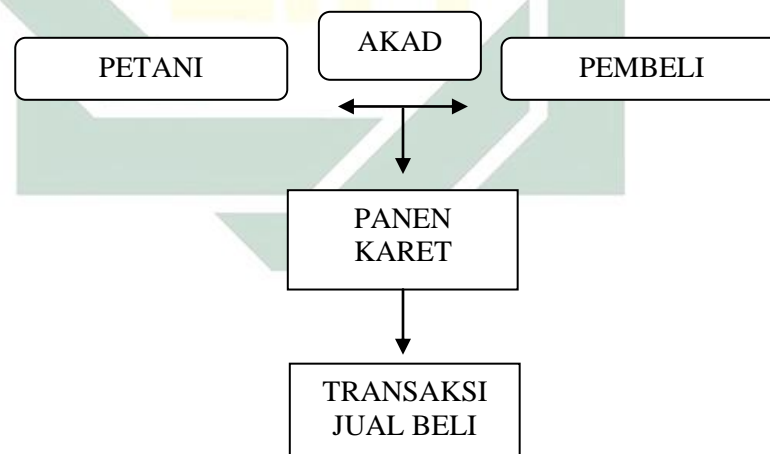 PETANI
AKAD
PEMBELI
PANEN
KARET
TRANSAKSI
JUAL BELI